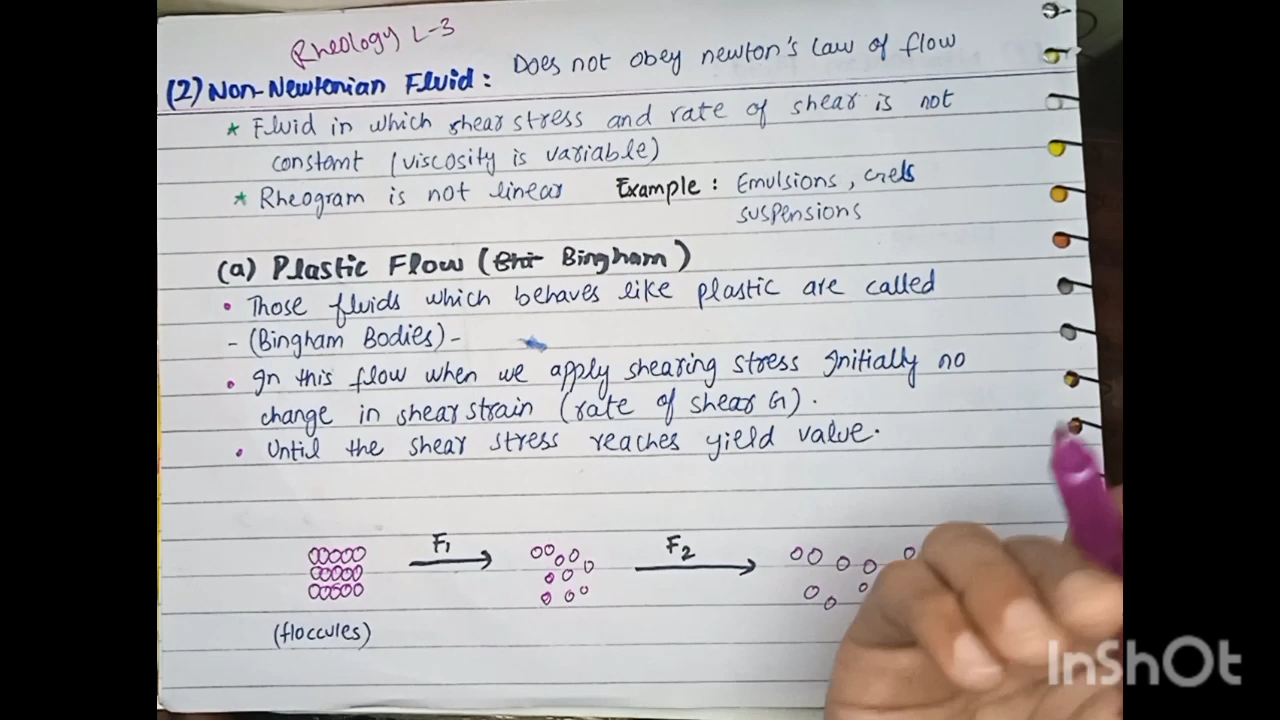 Rheology L-3
(2) Non-Newtonian Fluid: Does not obey newton's Law of flow
* Fluid in which shear stress and rate of shear is not
constant (viscosity is variable)
* Rheogram is not linear Example: Emulsions, Gels
suspensions
(a) Plastic Flow (Bingham)
• Those fluids which behaves like plastic are called
- (Bingham Bodies) -
• In this flow when we apply shearing stress Initially no
change in shear strain (rate of shear G).
• Until the shear stress reaches yield value.
F1 F2
(floccules)
InShOt